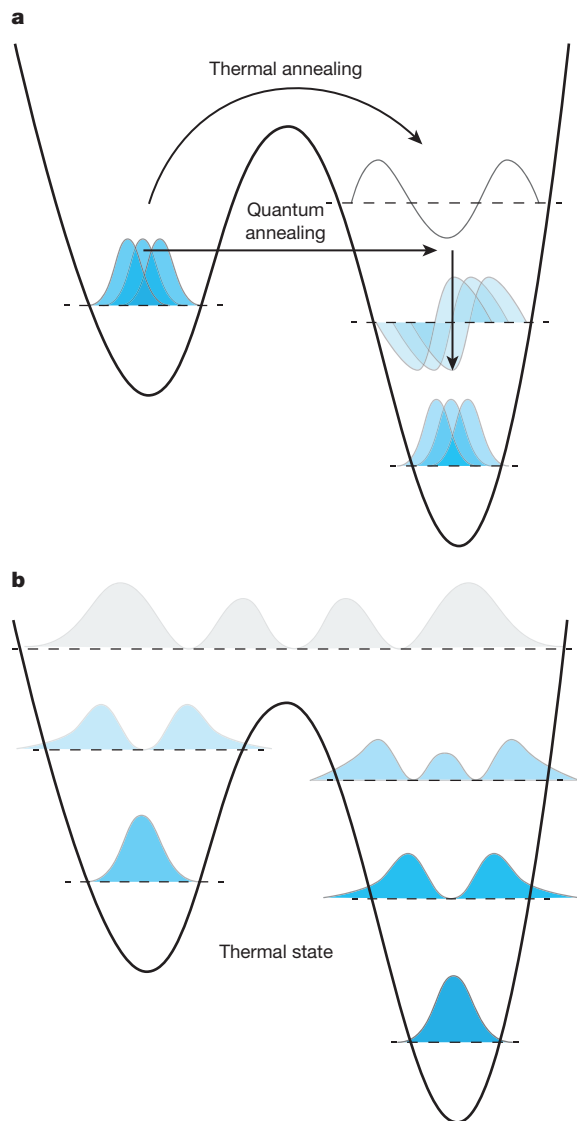 a
Thermal annealing
Quantum
annealing
b
Thermal state